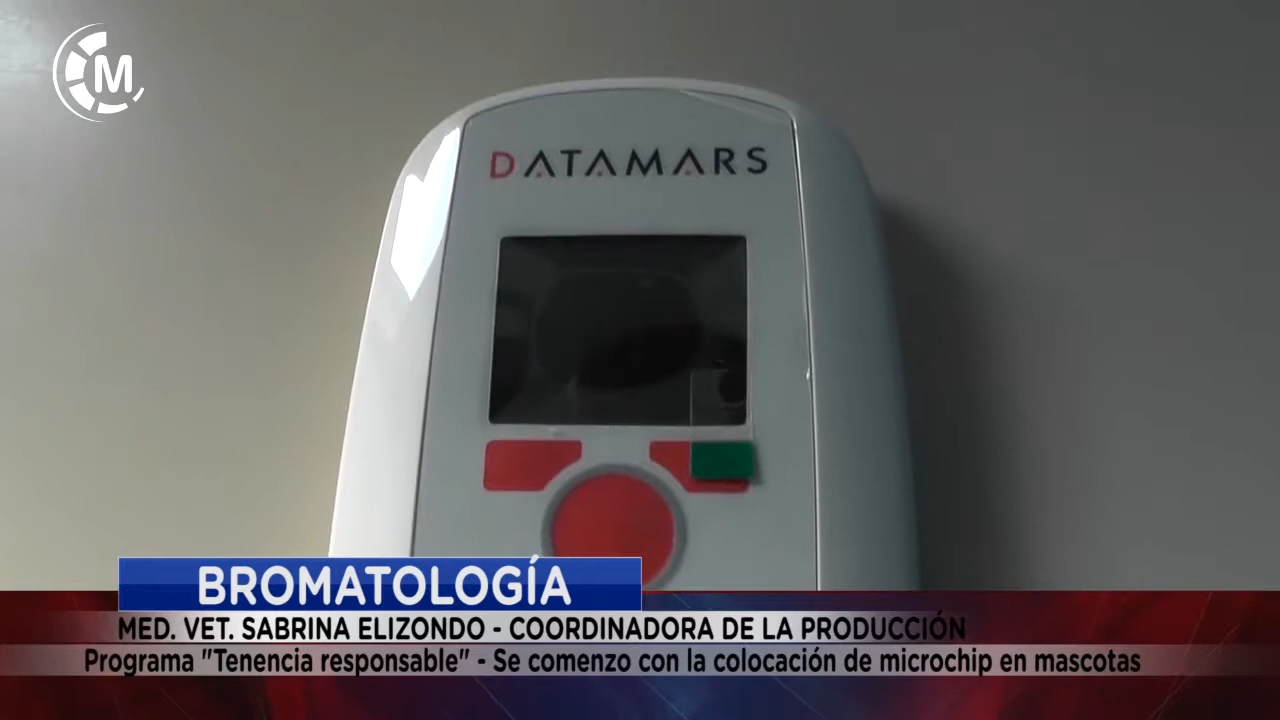 M
DATAMARS
BROMATOLOGÍA
MED. VET. SABRINA ELIZONDO - COORDINADORA DE LA PRODUCCIÓN
Programa "Tenencia responsable" - Se comenzo con la colocación de microchip en mascotas